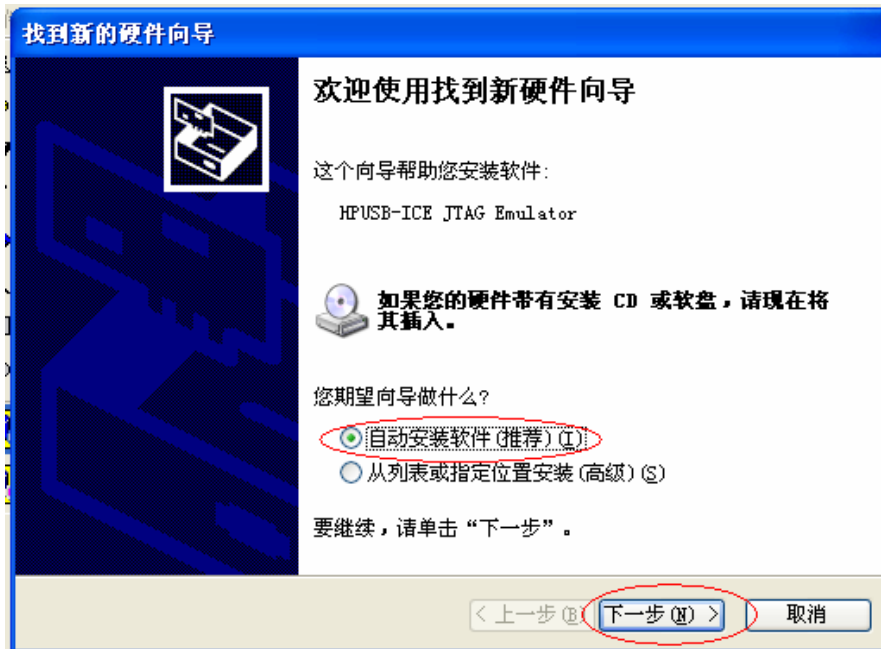 找到新的硬件向导
欢迎使用找到新硬件向导
这个向导帮助您安装软件:
HPUSB-ICE JTAG Emulator
如果您的硬件带有安装 CD 或软盘，请现在将
其插入。
您期望向导做什么?
自动安装软件(推荐)(I)
从列表或指定位置安装(高级)(S)
要继续，请单击“下一步”。
< 上一步(B) 下一步(N) > 取消